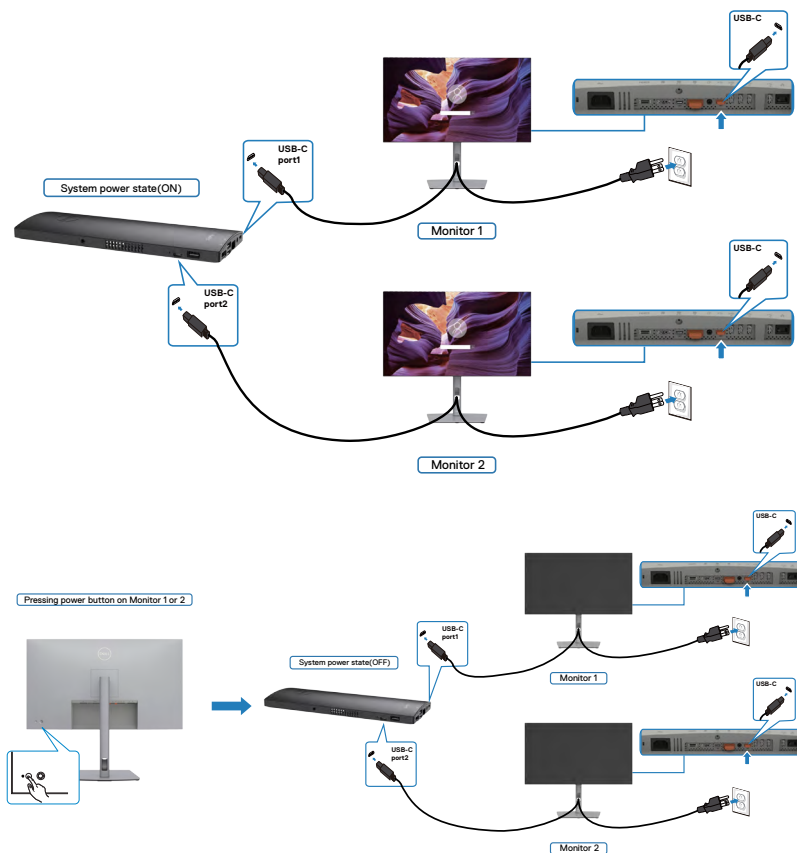 USB-C
USB-C
port1
System power state(ON)
Monitor 1
USB-C
USB-C
port2
Monitor 2
USB-C
Pressing power button on Monitor 1 or 2
USB-C
port1
System power state(OFF)
Monitor 1
USB-C
USB-C
port2
Monitor 2